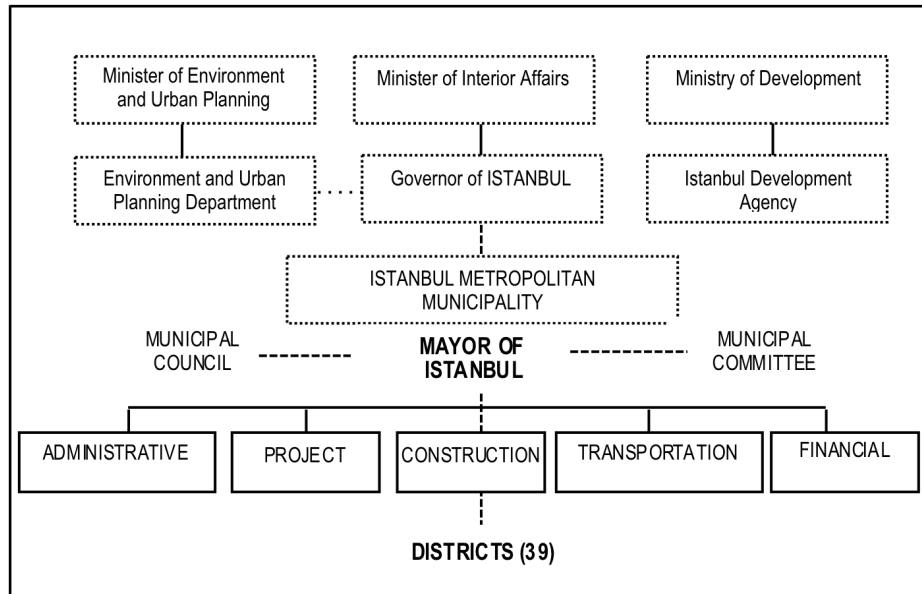 Minister of Environment
and Urban Planning
Minister of Interior Affairs
Ministry of Development
Environment and Urban
Planning Department
Governor of ISTANBUL
Istanbul Development
Agency
ISTANBUL METROPOLITAN
MUNICIPALITY
MUNICIPAL
COUNCIL
MAYOR OF
ISTANBUL
MUNICIPAL
COMMITTEE
ADMINISTRATIVE
PROJECT
CONSTRUCTION
TRANSPORTATION
FINANCIAL
DISTRICTS (39)